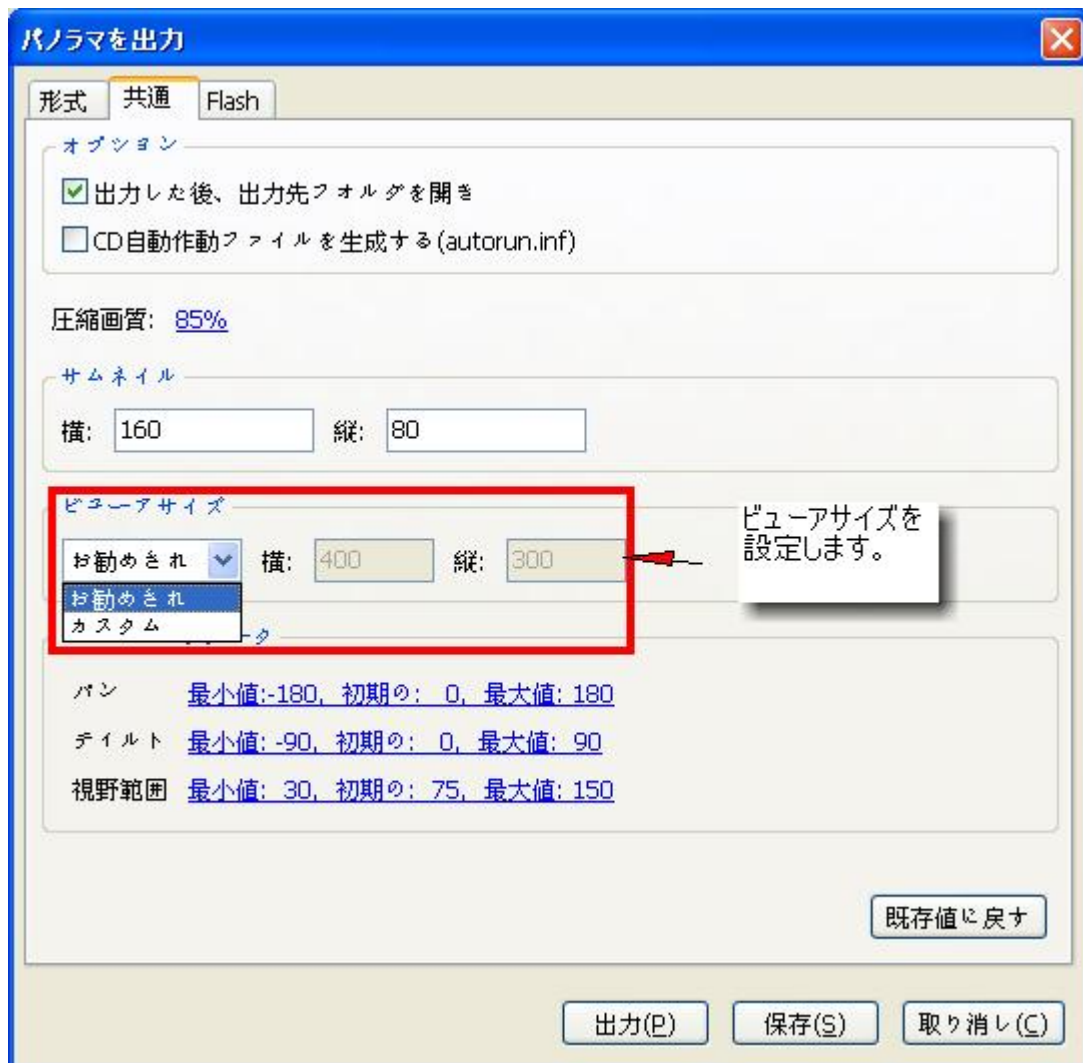 パノラマを出力
形式 共通 Flash
オプション
出力した後、出力先フォルダを開き
CD自動作動ファイルを生成する(autorun.inf)
圧縮画質: 85%
サムネイル
横: 160 縦: 80
ビューアサイズ
お勧めきれ 横: 400 縦: 300
お勧めきれ
カスタム
ビューアサイズを
設定します。
ータ
パン 最小値:-180, 初期の: 0, 最大値: 180
テイルト 最小値: -90, 初期の: 0, 最大値: 90
視野範囲 最小値: 30, 初期の: 75, 最大値: 150
既存値に戻す
出力(P) 保存(S) 取り消し(C)